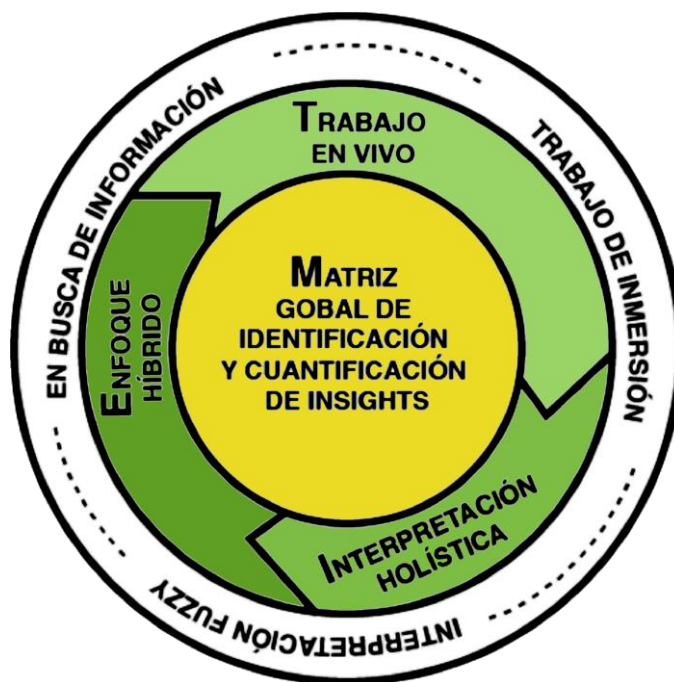 EN BUSCA DE INFORMACIÓN
TRABAJO DE INMERSIÓN
INTERPRETACIÓN FUZZY
TRABAJO
EN VIVO
INTERPRETACIÓN
HOLÍSTICA
ENFOQUE
HÍBRIDO
MATRIZ
GOBAL DE
IDENTIFICACIÓN
Y CUANTIFICACIÓN
DE INSIGHTS